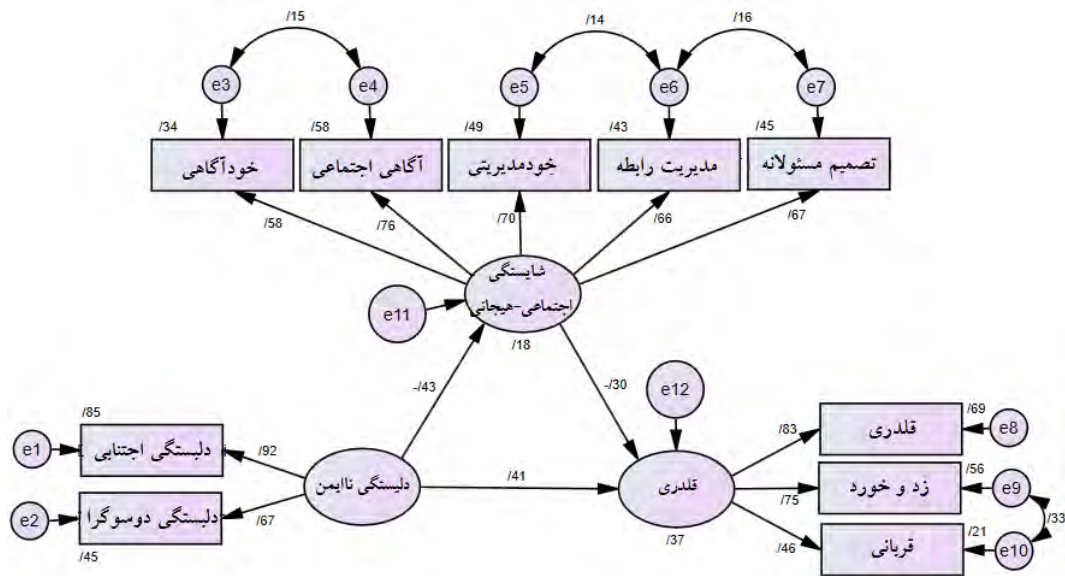 /15
/14
/16
e3
e4
e5
e6
e7
/34
/58
/49
/43
/45
خودآگاهی
آگاهی اجتماعی
خودمدیریتی
مدیریت رابطه
تصمیم مسئولانه
/58
/76
/70
/66
/67
شایستگی
اجتماعی-هیجانی
e11
/18
-/43
-/30
e12
/85
e1
دلبستگی اجتنابی
/92
دلبستگی ناایمن
/41
e2
دلبستگی دوسوگرا
/67
/45
قلدری
/37
/83
قلدری
/69
e8
/75
زد و خورد
/56
e9
/33
/46
قربانی
/21
e10